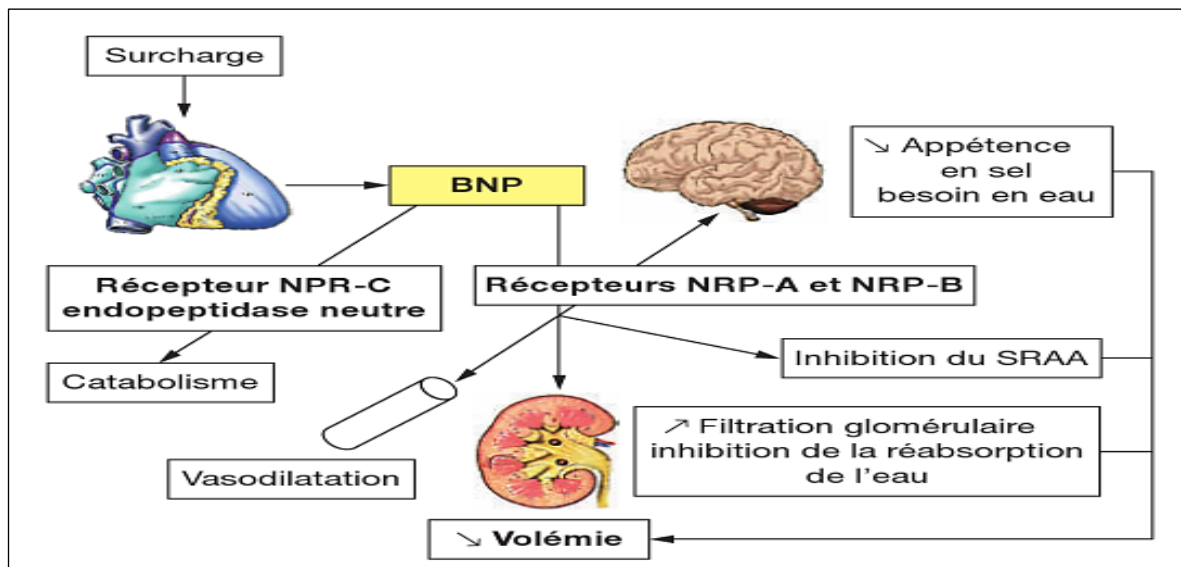 Surcharge
BNP
↘ Appétence
en sel
besoin en eau
Récepteur NPR-C
endopeptidase neutre
Récepteurs NRP-A et NRP-B
Catabolisme
Inhibition du SRAA
Vasodilatation
↗ Filtration glomérulaire
inhibition de la réabsorption
de l'eau
↘ Volémie